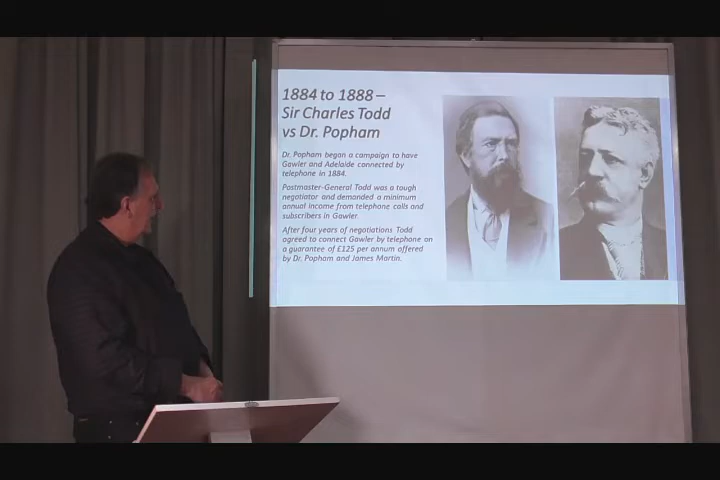 1884 to 1888 –
Sir Charles Todd
vs Dr. Popham
Dr. Popham began a campaign to have
Gawler and Adelaide connected by
telephone in 1884.
Postmaster-General Todd was a tough
negotiator and demanded a minimum
annual income from telephone calls and
subscribers in Gawler.
After four years of negotiations Todd
agreed to connect Gawler by telephone on
a guarantee of £125 per annum offered
by Dr. Popham and James Martin.